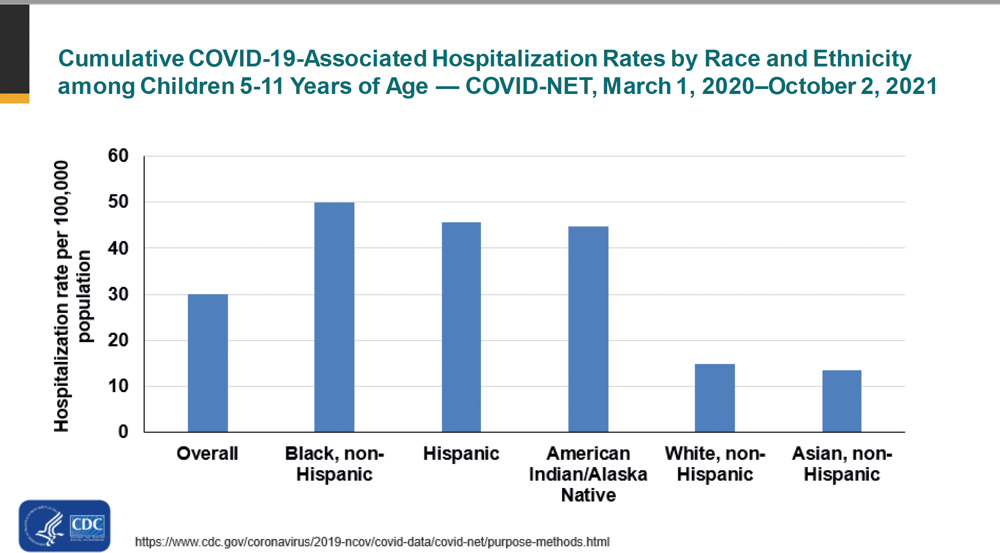 Cumulative COVID-19-Associated Hospitalization Rates by Race and Ethnicity
among Children 5-11 Years of Age — COVID-NET, March 1, 2020–October 2, 2021
Hospitalization rate per 100,000
population
60
50
40
30
20
10
0
Overall
Black, non-
Hispanic
Hispanic
American
Indian/Alaska
Native
White, non-
Hispanic
Asian, non-
Hispanic
CDC
https://www.cdc.gov/coronavirus/2019-ncov/covid-data/covid-net/purpose-methods.html